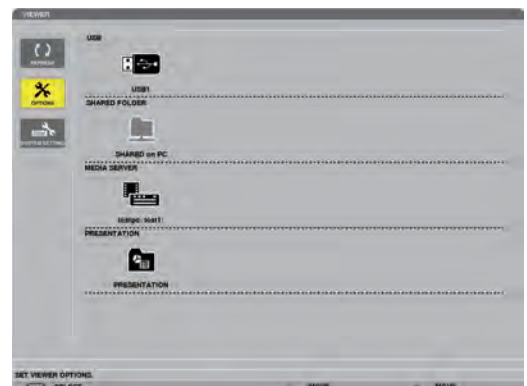 VIEWER
REFRESH
OPTIONS
SYSTEM SETTING
USB
USB1
SHARED FOLDER
SHARED on PC
MEDIA SERVER
PRESENTATION
PRESENTATION
SET VIEWER OPTIONS.